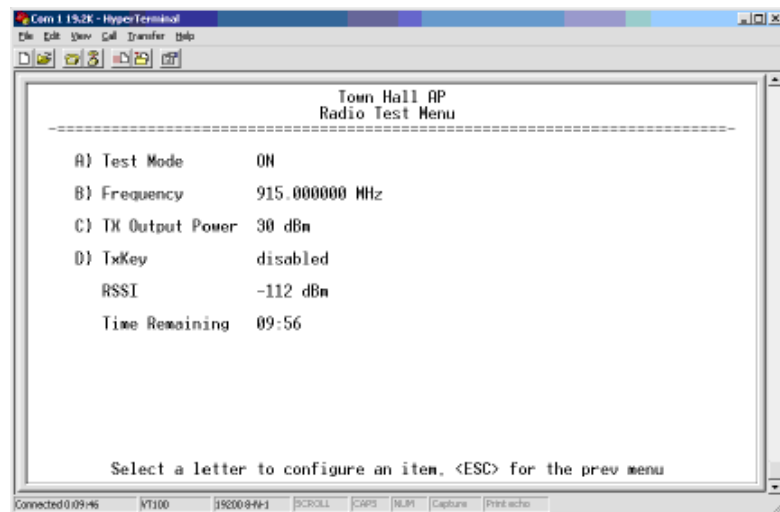 Com 1 19.2K - HyperTerminal
File Edit View Call Transfer Help
Town Hall AP
Radio Test Menu
-==========================================================================-
A) Test Mode ON
B) Frequency 915.000000 MHz
C) TX Output Power 30 dBm
D) TxKey disabled
RSSI -112 dBm
Time Remaining 09:56
Select a letter to configure an item, <ESC> for the prev menu
Connected 0:09:46 VT100 19200 8-N-1 SCROLL CAPS NUM Capture Print echo